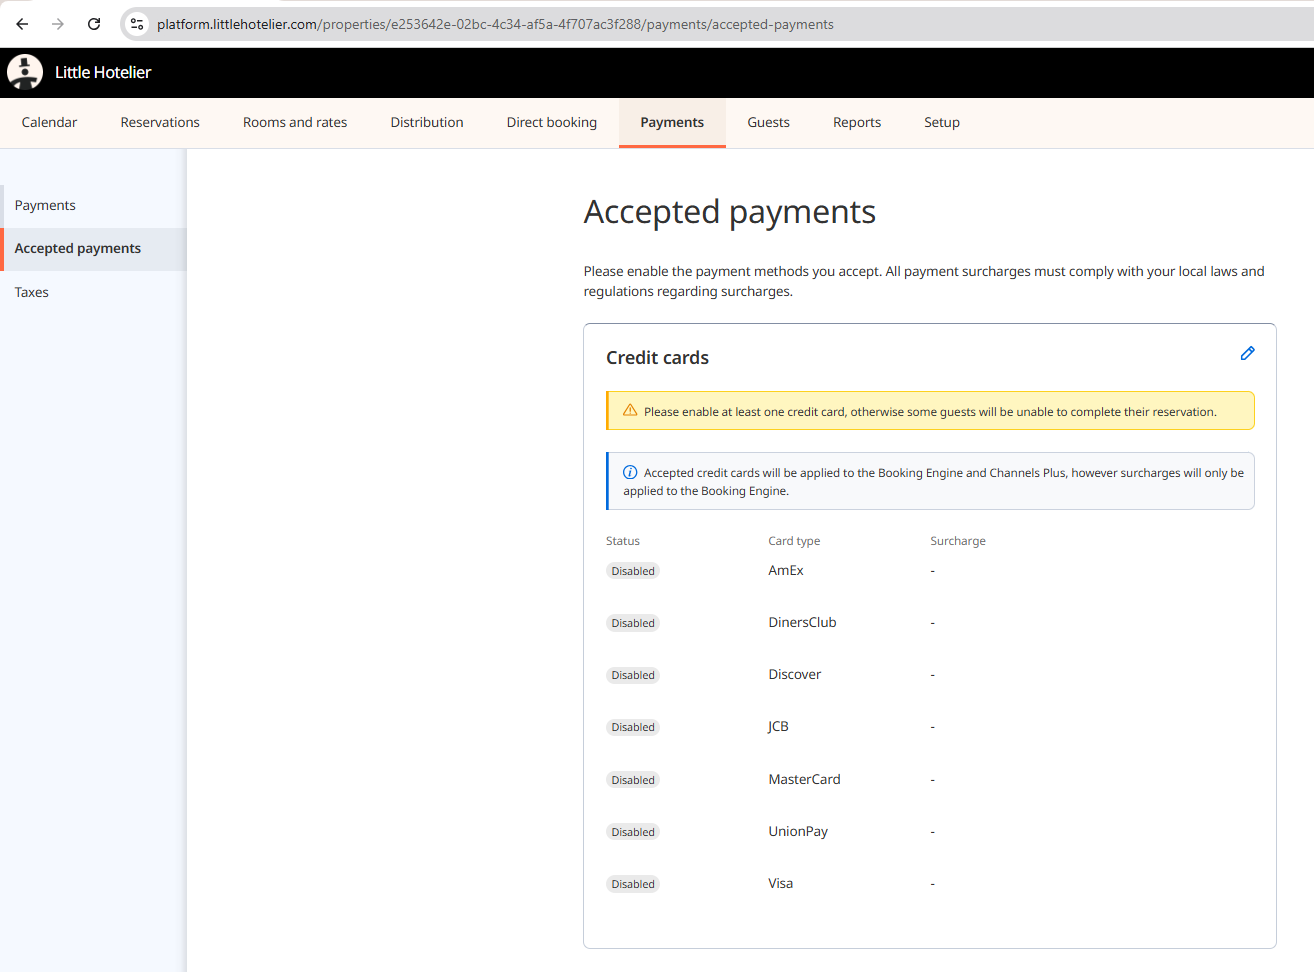 platform.littlehotelier.com/properties/e253642e-02bc-4c34-af5a-4f707ac3f288/payments/accepted-payments
Little Hotelier
Calendar Reservations Rooms and rates Distribution Direct booking Payments Guests Reports Setup
Payments
Accepted payments
Taxes
Accepted payments
Please enable the payment methods you accept. All payment surcharges must comply with your local laws and
regulations regarding surcharges.
Credit cards
Please enable at least one credit card, otherwise some guests will be unable to complete their reservation.
Accepted credit cards will be applied to the Booking Engine and Channels Plus, however surcharges will only be
applied to the Booking Engine.
Status Card type Surcharge
Disabled AmEx -
Disabled DinersClub -
Disabled Discover -
Disabled JCB -
Disabled MasterCard -
Disabled UnionPay -
Disabled Visa -